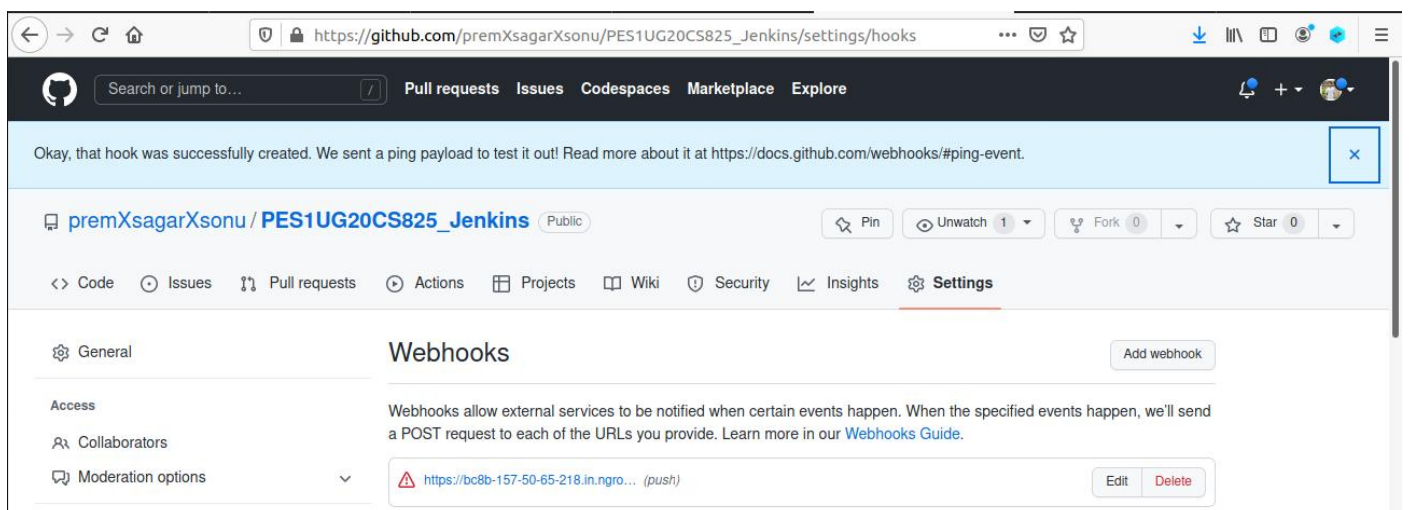 https://github.com/premXsagarXsonu/PES1UG20CS825_Jenkins/settings/hooks
Search or jump to... / Pull requests Issues Codespaces Marketplace Explore
Okay, that hook was successfully created. We sent a ping payload to test it out! Read more about it at https://docs.github.com/webhooks/#ping-event.
premXsagarXsonu / PES1UG20CS825_Jenkins Public Pin Unwatch 1 Fork 0 Star 0
Code Issues Pull requests Actions Projects Wiki Security Insights Settings
General
Webhooks Add webhook
Access
Collaborators
Moderation options
Webhooks allow external services to be notified when certain events happen. When the specified events happen, we'll send
a POST request to each of the URLs you provide. Learn more in our Webhooks Guide.
https://bc8b-157-50-65-218.in.ngro... (push) Edit Delete